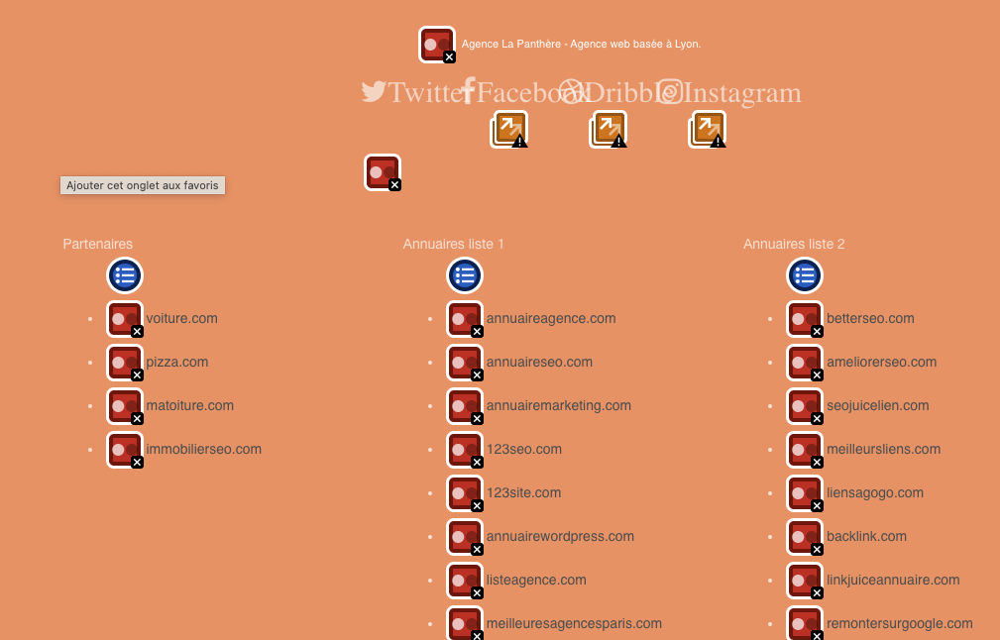 Agence La Panthère - Agence web basée à Lyon.
Twitter Facebook Dribble Instagram
Ajouter cet onglet aux favoris
Partenaires
voiture.com
pizza.com
matoiture.com
immobilierseo.com
Annuaires liste 1
annuaireagence.com
annuaireseo.com
annuairemarketing.com
123seo.com
123site.com
annuairewordpress.com
listeagence.com
meilleuresagencesparis.com
Annuaires liste 2
betterseo.com
ameliorerseo.com
seojuicelien.com
meilleursliens.com
liensagogo.com
backlink.com
linkjuiceannuaire.com
remontersurgoogle.com